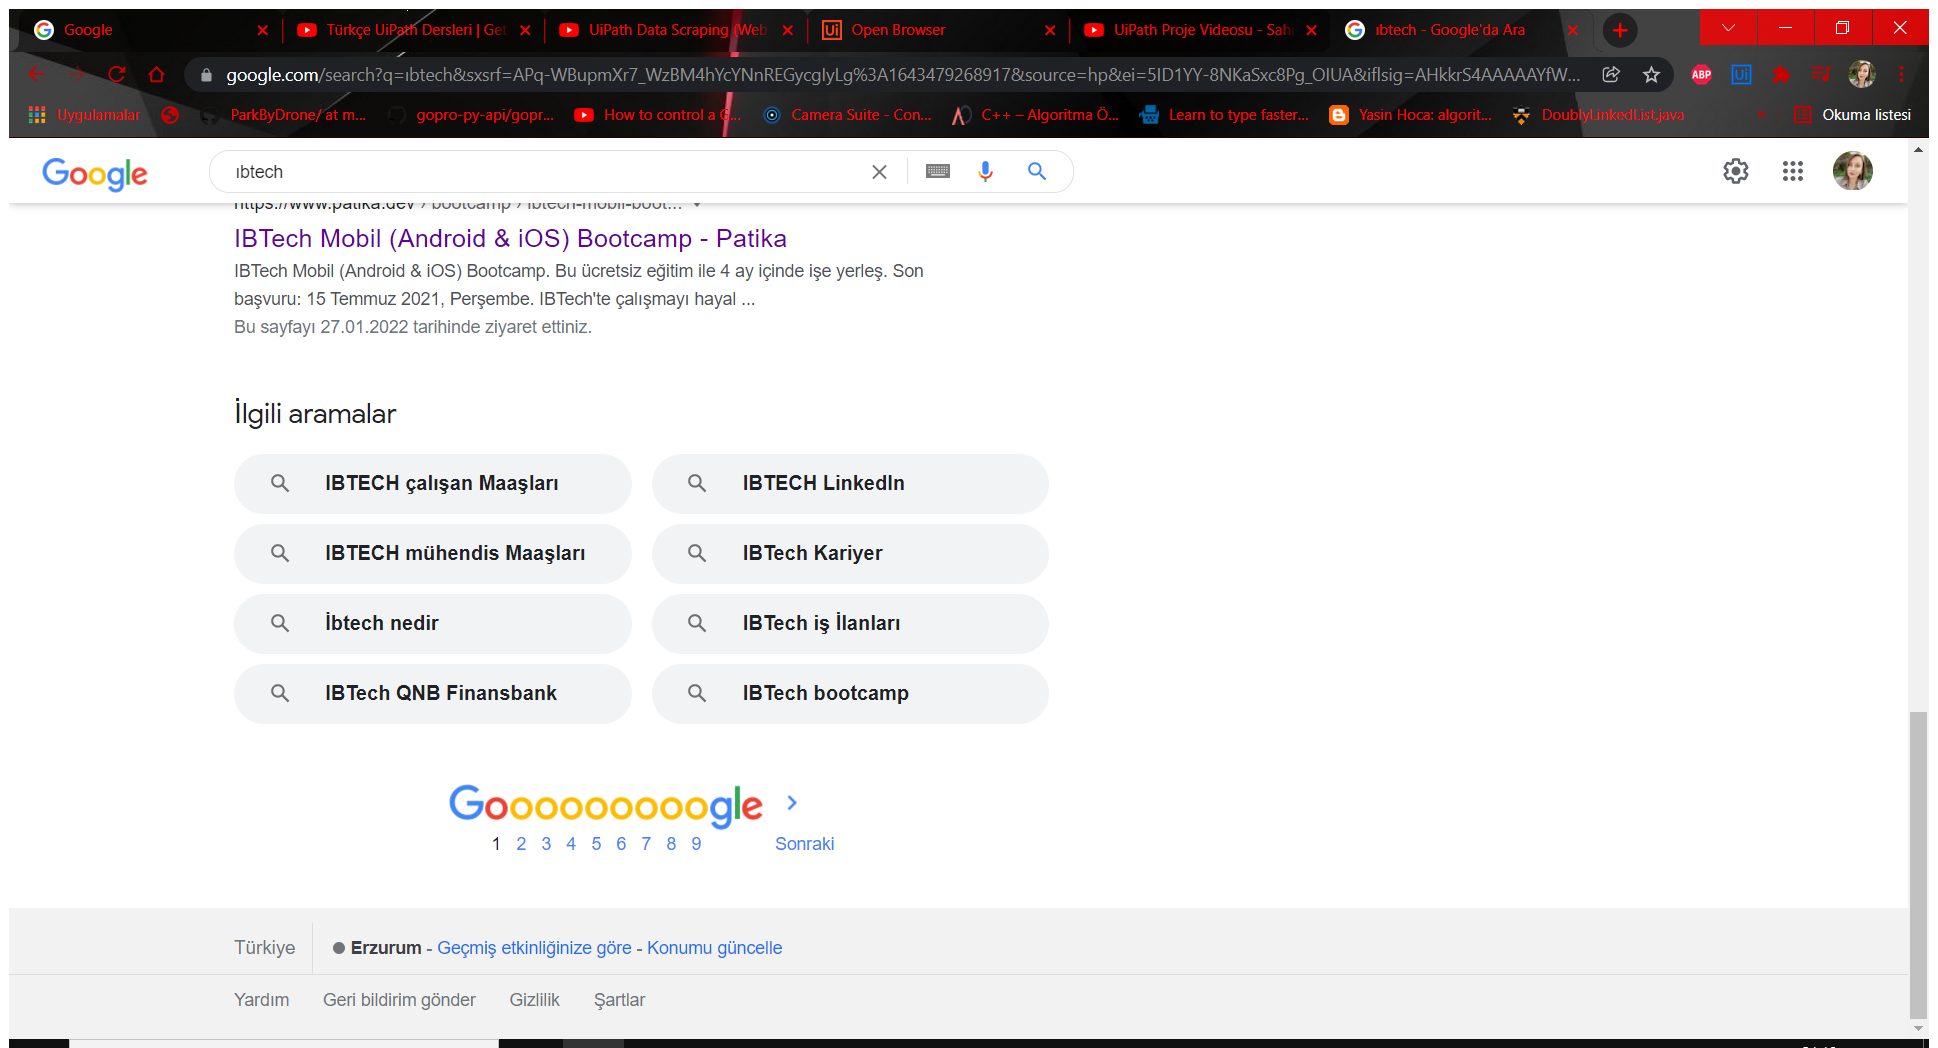 Google
Türkçe UiPath Dersleri | Get
UiPath Data Scraping (Web
Open Browser
UiPath Proje Videosu - Sahi
ıbtech - Google'da Ara
google.com/search?q=ıbtech&sxsrf=APq-WBupmXr7_WzBM4hYcYNnREGycgIyLg%3A1643479268917&source=hp&ei=5ID1YY-8NKaSxc8Pg_OIUA&iflsig=AHkkrS4AAAAAYfW...
ABP
Ui
Uygulamalar
ParkByDrone/ at m...
gopro-py-api/gopr...
How to control a G...
Camera Suite - Con...
C++ – Algoritma Ö...
Learn to type faster...
Yasin Hoca: algorit...
DoublyLinkedList.java
Okuma listesi
Google
ıbtech
https://www.patika.dev › bootcamp › ibtech-mobil-boot...
IBTech Mobil (Android & iOS) Bootcamp - Patika
IBTech Mobil (Android & iOS) Bootcamp. Bu ücretsiz eğitim ile 4 ay içinde işe yerleş. Son
başvuru: 15 Temmuz 2021, Perşembe. IBTech'te çalışmayı hayal ...
Bu sayfayı 27.01.2022 tarihinde ziyaret ettiniz.
İlgili aramalar
IBTECH çalışan Maaşları
IBTECH LinkedIn
IBTECH mühendis Maaşları
IBTech Kariyer
İbtech nedir
IBTech iş İlanları
IBTech QNB Finansbank
IBTech bootcamp
Gooooooooogle
1 2 3 4 5 6 7 8 9 Sonraki
Türkiye
Erzurum - Geçmiş etkinliğinize göre - Konumu güncelle
Yardım Geri bildirim gönder Gizlilik Şartlar